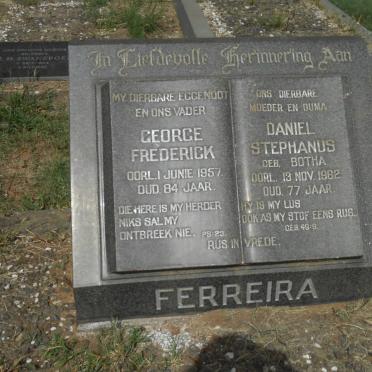 In Liefdevolle Herinnering Aan
MY DIERBARE EGGENOOT
EN ONS VADER
GEORGE
FREDERICK
OORL. 1 JUNIE 1957.
OUD. 84 JAAR.
DIE HERE IS MY HERDER
NIKS SAL MY
ONTBREEK NIE. PS. 23.
ONS DIERBARE
MOEDER EN OUMA
DANIEL
STEPHANUS
GEB. BOTHA
OORL. 13 NOV. 1962.
OUD. 77 JAAR.
HY IS MY LUS
OOK AS MY STOF EENS RUS.
GES.
RUS IN VREDE.
FERREIRA